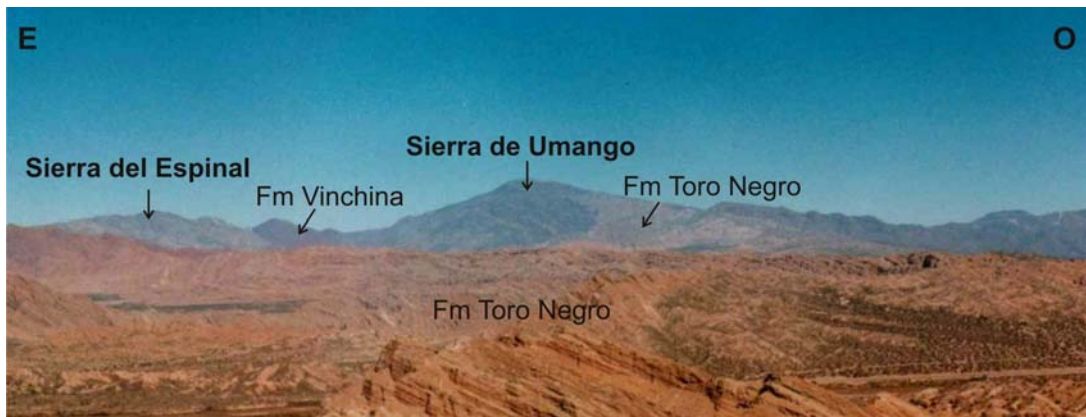 E
O
Sierra del Espinal
Fm Vinchina
Sierra de Umango
Fm Toro Negro
Fm Toro Negro